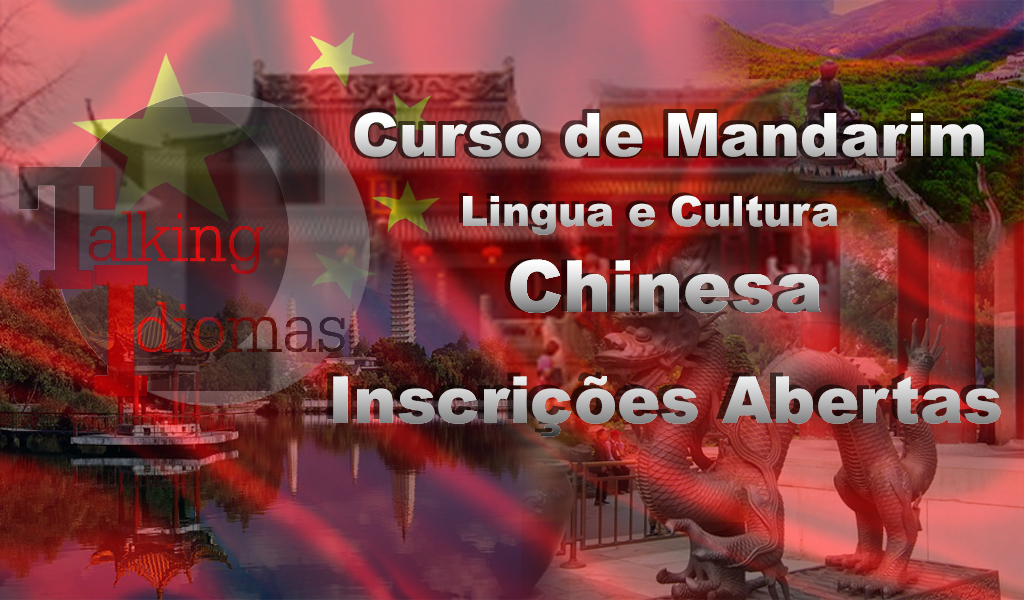 Curso de Mandarim
Lingua e Cultura
Chinesa
Inscrições Abertas
Talking
Idiomas